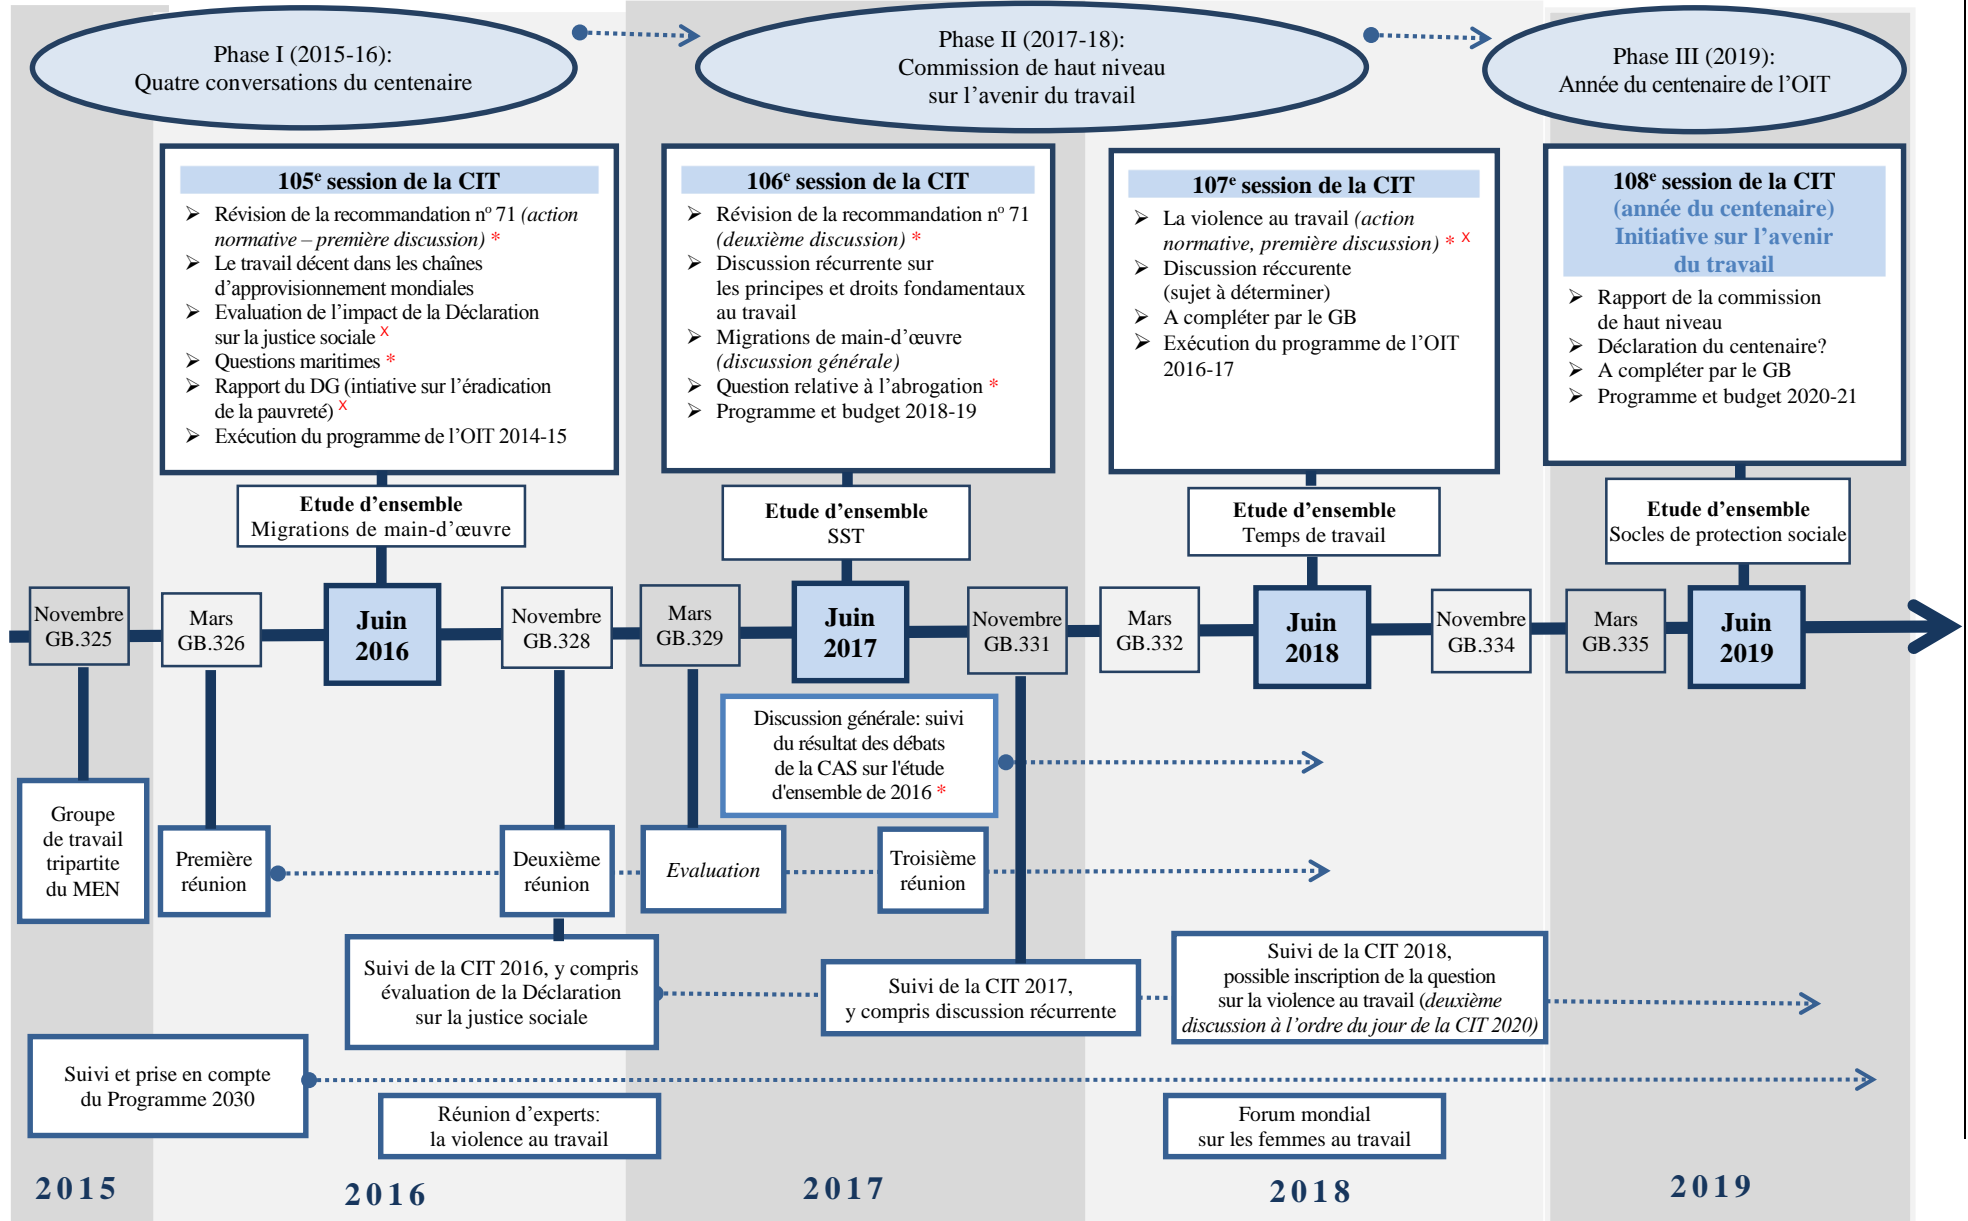 Phase I (2015-16):
Quatre conversations du centenaire
Phase II (2017-18):
Commission de haut niveau
sur l’avenir du travail
Phase III (2019):
Année du centenaire de l’OIT
105e session de la CIT
➢ Révision de la recommandation no 71 (action
normative – première discussion) *
➢ Le travail décent dans les chaînes
d’approvisionnement mondiales
➢ Evaluation de l’impact de la Déclaration
sur la justice sociale X
➢ Questions maritimes *
➢ Rapport du DG (intiative sur l’éradication
de la pauvreté) X
➢ Exécution du programme de l’OIT 2014-15
106e session de la CIT
➢ Révision de la recommandation no 71
(deuxième discussion) *
➢ Discussion récurrente sur
les principes et droits fondamentaux
au travail
➢ Migrations de main-d’œuvre
(discussion générale)
➢ Question relative à l’abrogation *
➢ Programme et budget 2018-19
107e session de la CIT
➢ La violence au travail (action
normative, première discussion) * X
➢ Discussion réccurente
(sujet à déterminer)
➢ A compléter par le GB
➢ Exécution du programme de l’OIT
2016-17
108e session de la CIT
(année du centenaire)
Initiative sur l’avenir
du travail
➢ Rapport de la commission
de haut niveau
➢ Déclaration du centenaire?
➢ A compléter par le GB
➢ Programme et budget 2020-21
Etude d’ensemble
Migrations de main-d’œuvre
Etude d’ensemble
SST
Etude d’ensemble
Temps de travail
Etude d’ensemble
Socles de protection sociale
Novembre
GB.325
Mars
GB.326
Juin
2016
Novembre
GB.328
Mars
GB.329
Juin
2017
Novembre
GB.331
Mars
GB.332
Juin
2018
Novembre
GB.334
Mars
GB.335
Juin
2019
Discussion générale: suivi
du résultat des débats
de la CAS sur l'étude
d'ensemble de 2016 *
Groupe
de travail
tripartite
du MEN
Première
réunion
Deuxième
réunion
Evaluation
Troisième
réunion
Suivi de la CIT 2016, y compris
évaluation de la Déclaration
sur la justice sociale
Suivi de la CIT 2017,
y compris discussion récurrente
Suivi de la CIT 2018,
possible inscription de la question
sur la violence au travail (deuxième
discussion à l’ordre du jour de la CIT 2020)
Suivi et prise en compte
du Programme 2030
Réunion d’experts:
la violence au travail
Forum mondial
sur les femmes au travail
2015
2016
2017
2018
2019